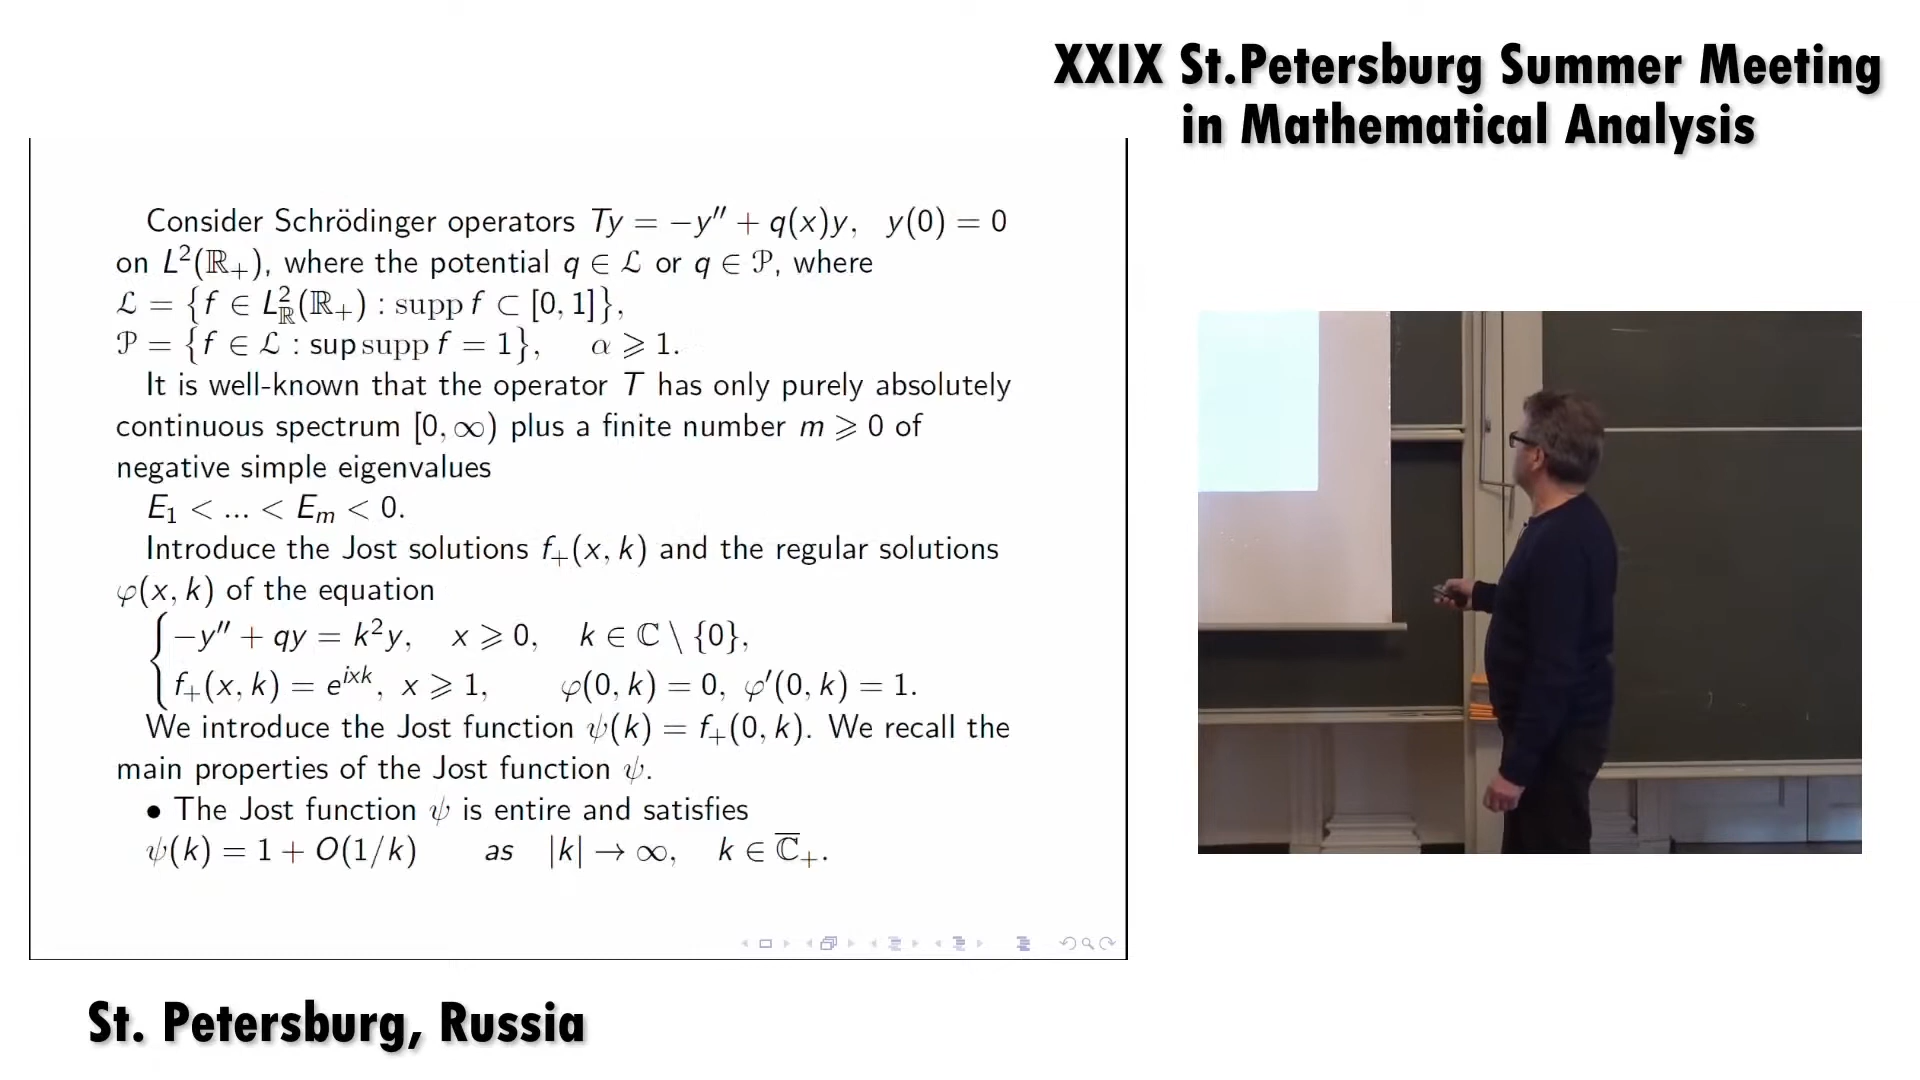 XXIX St.Petersburg Summer Meeting
in Mathematical Analysis
Consider Schrödinger operators Ty = −y″ + q(x)y, y(0) = 0
on L²(ℝ₊), where the potential q ∈ ℒ or q ∈ 𝒫, where
ℒ = {f ∈ L²_ℝ(ℝ₊) : supp f ⊂ [0, 1]},
𝒫 = {f ∈ ℒ : sup supp f = 1}, α ⩾ 1.
It is well-known that the operator T has only purely absolutely
continuous spectrum [0, ∞) plus a finite number m ⩾ 0 of
negative simple eigenvalues
E₁ < ... < Eₘ < 0.
Introduce the Jost solutions f₊(x, k) and the regular solutions
φ(x, k) of the equation
−y″ + qy = k²y, x ⩾ 0, k ∈ ℂ \ {0},
f₊(x, k) = e^{ixk}, x ⩾ 1, φ(0, k) = 0, φ′(0, k) = 1.
We introduce the Jost function ψ(k) = f₊(0, k). We recall the
main properties of the Jost function ψ.
• The Jost function ψ is entire and satisfies
ψ(k) = 1 + O(1/k) as |k| → ∞, k ∈ ℂ̅₊.
St. Petersburg, Russia